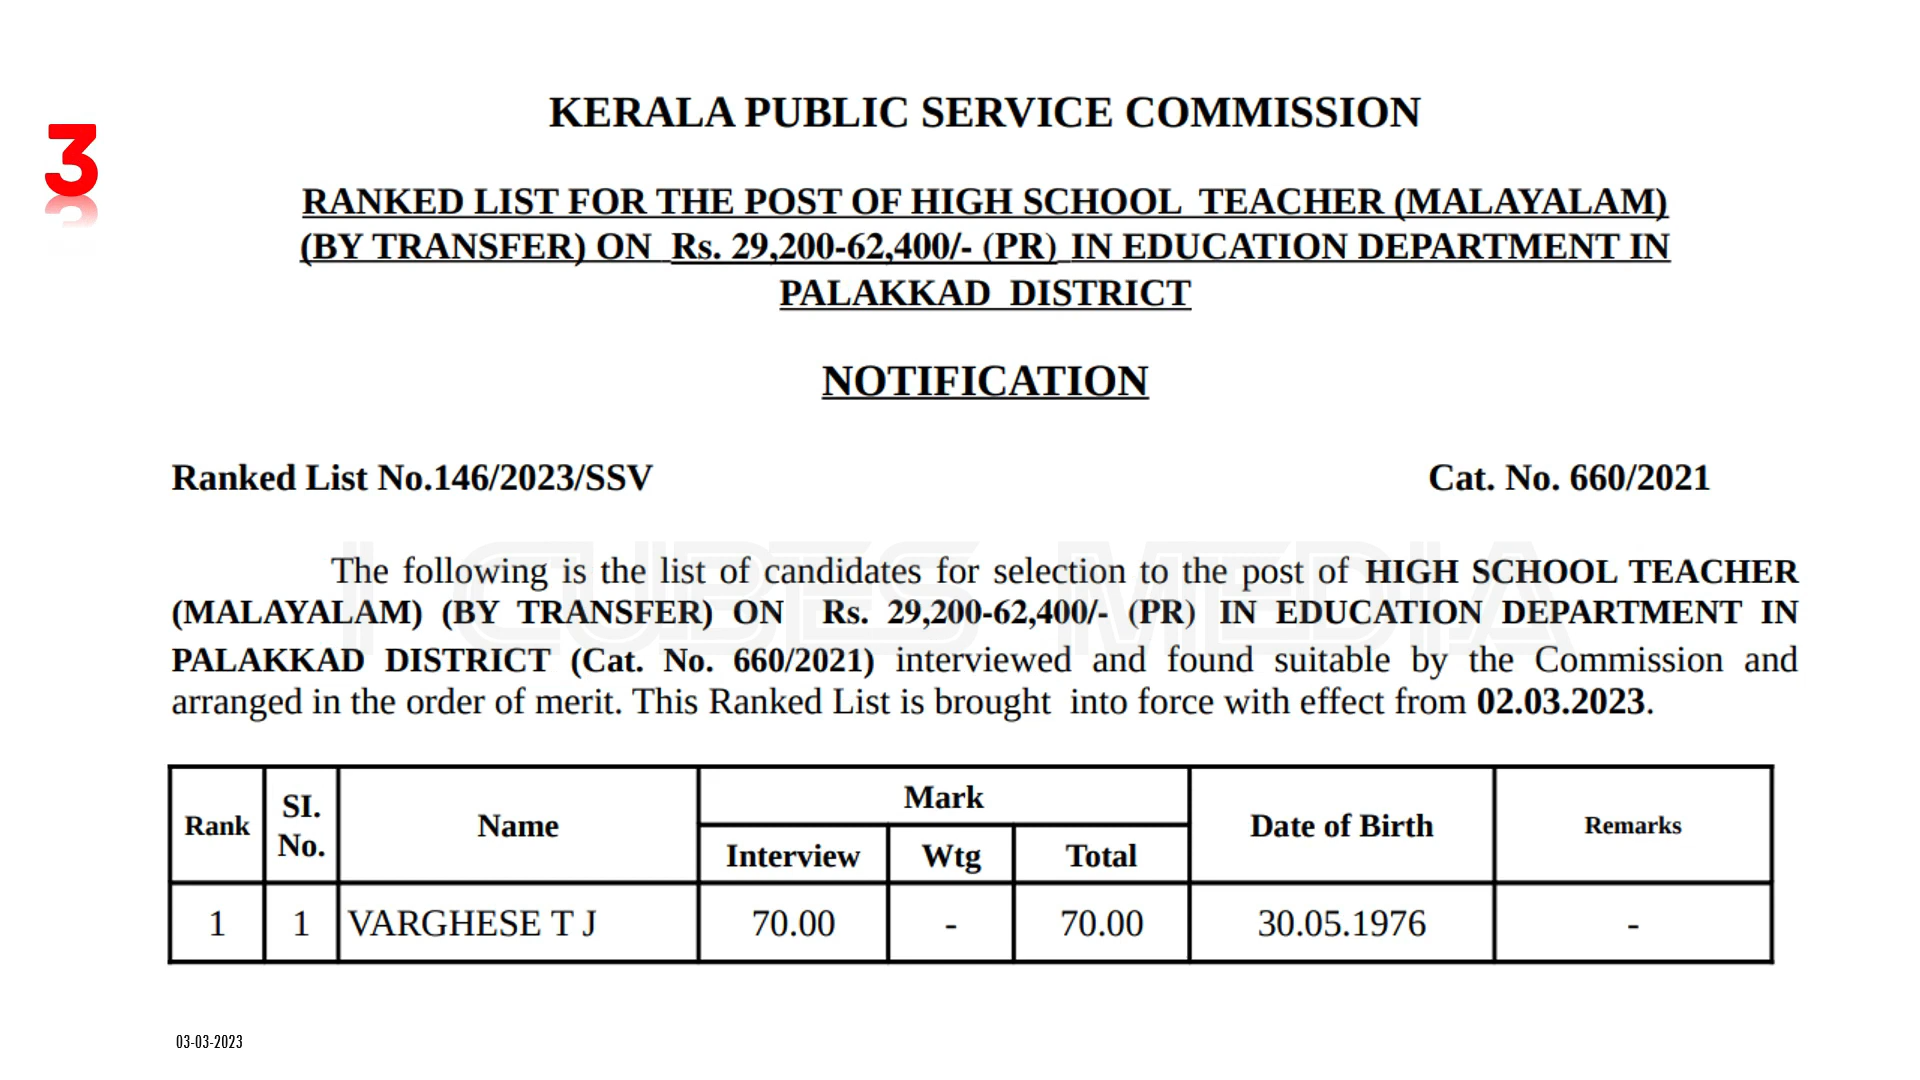 3
KERALA PUBLIC SERVICE COMMISSION
RANKED LIST FOR THE POST OF HIGH SCHOOL TEACHER (MALAYALAM)
(BY TRANSFER) ON Rs. 29,200-62,400/- (PR) IN EDUCATION DEPARTMENT IN
PALAKKAD DISTRICT
NOTIFICATION
Ranked List No.146/2023/SSV Cat. No. 660/2021
I CUBES MEDIA
The following is the list of candidates for selection to the post of HIGH SCHOOL TEACHER
(MALAYALAM) (BY TRANSFER) ON Rs. 29,200-62,400/- (PR) IN EDUCATION DEPARTMENT IN
PALAKKAD DISTRICT (Cat. No. 660/2021) interviewed and found suitable by the Commission and
arranged in the order of merit. This Ranked List is brought into force with effect from 02.03.2023.
Rank SI. No. Name Mark Date of Birth Remarks
Interview Wtg Total
1 1 VARGHESE T J 70.00 - 70.00 30.05.1976 -
03-03-2023